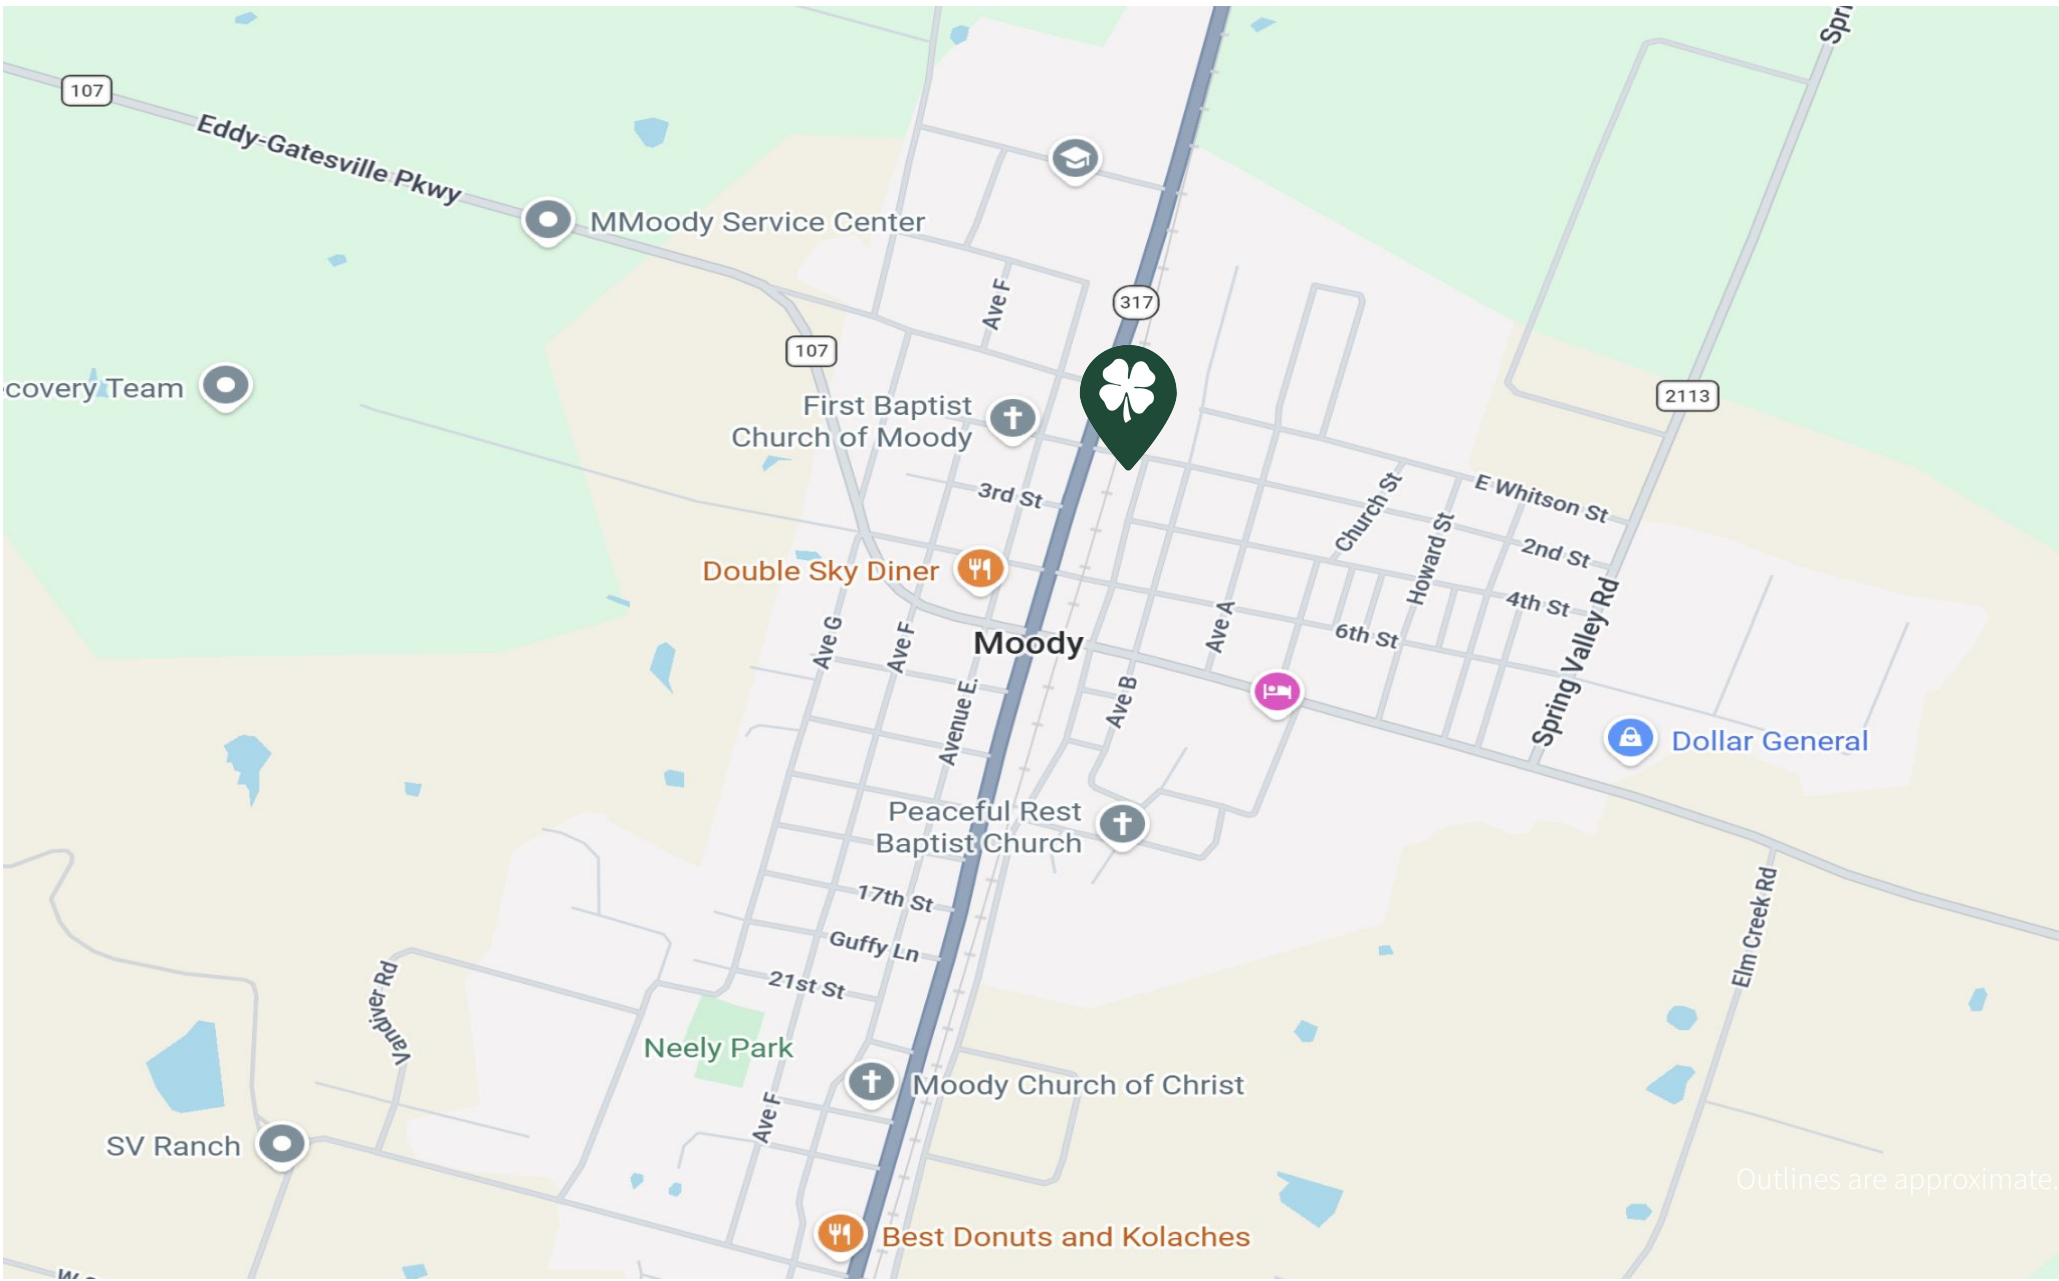 107
Eddy-Gatesville Pkwy
MMoody Service Center
Ave F
317
107
covery Team
First Baptist
Church of Moody
2113
3rd St
E Whitson St
Church St
Howard St
2nd St
Double Sky Diner
4th St
Spring Valley Rd
Ave G
Ave F
Moody
Ave A
6th St
Avenue E.
Ave B
Dollar General
Peaceful Rest
Baptist Church
17th St
Guffy Ln
21st St
Elm Creek Rd
Vandiver Rd
Neely Park
Moody Church of Christ
Ave F
SV Ranch
Outlines are approximate.
Best Donuts and Kolaches